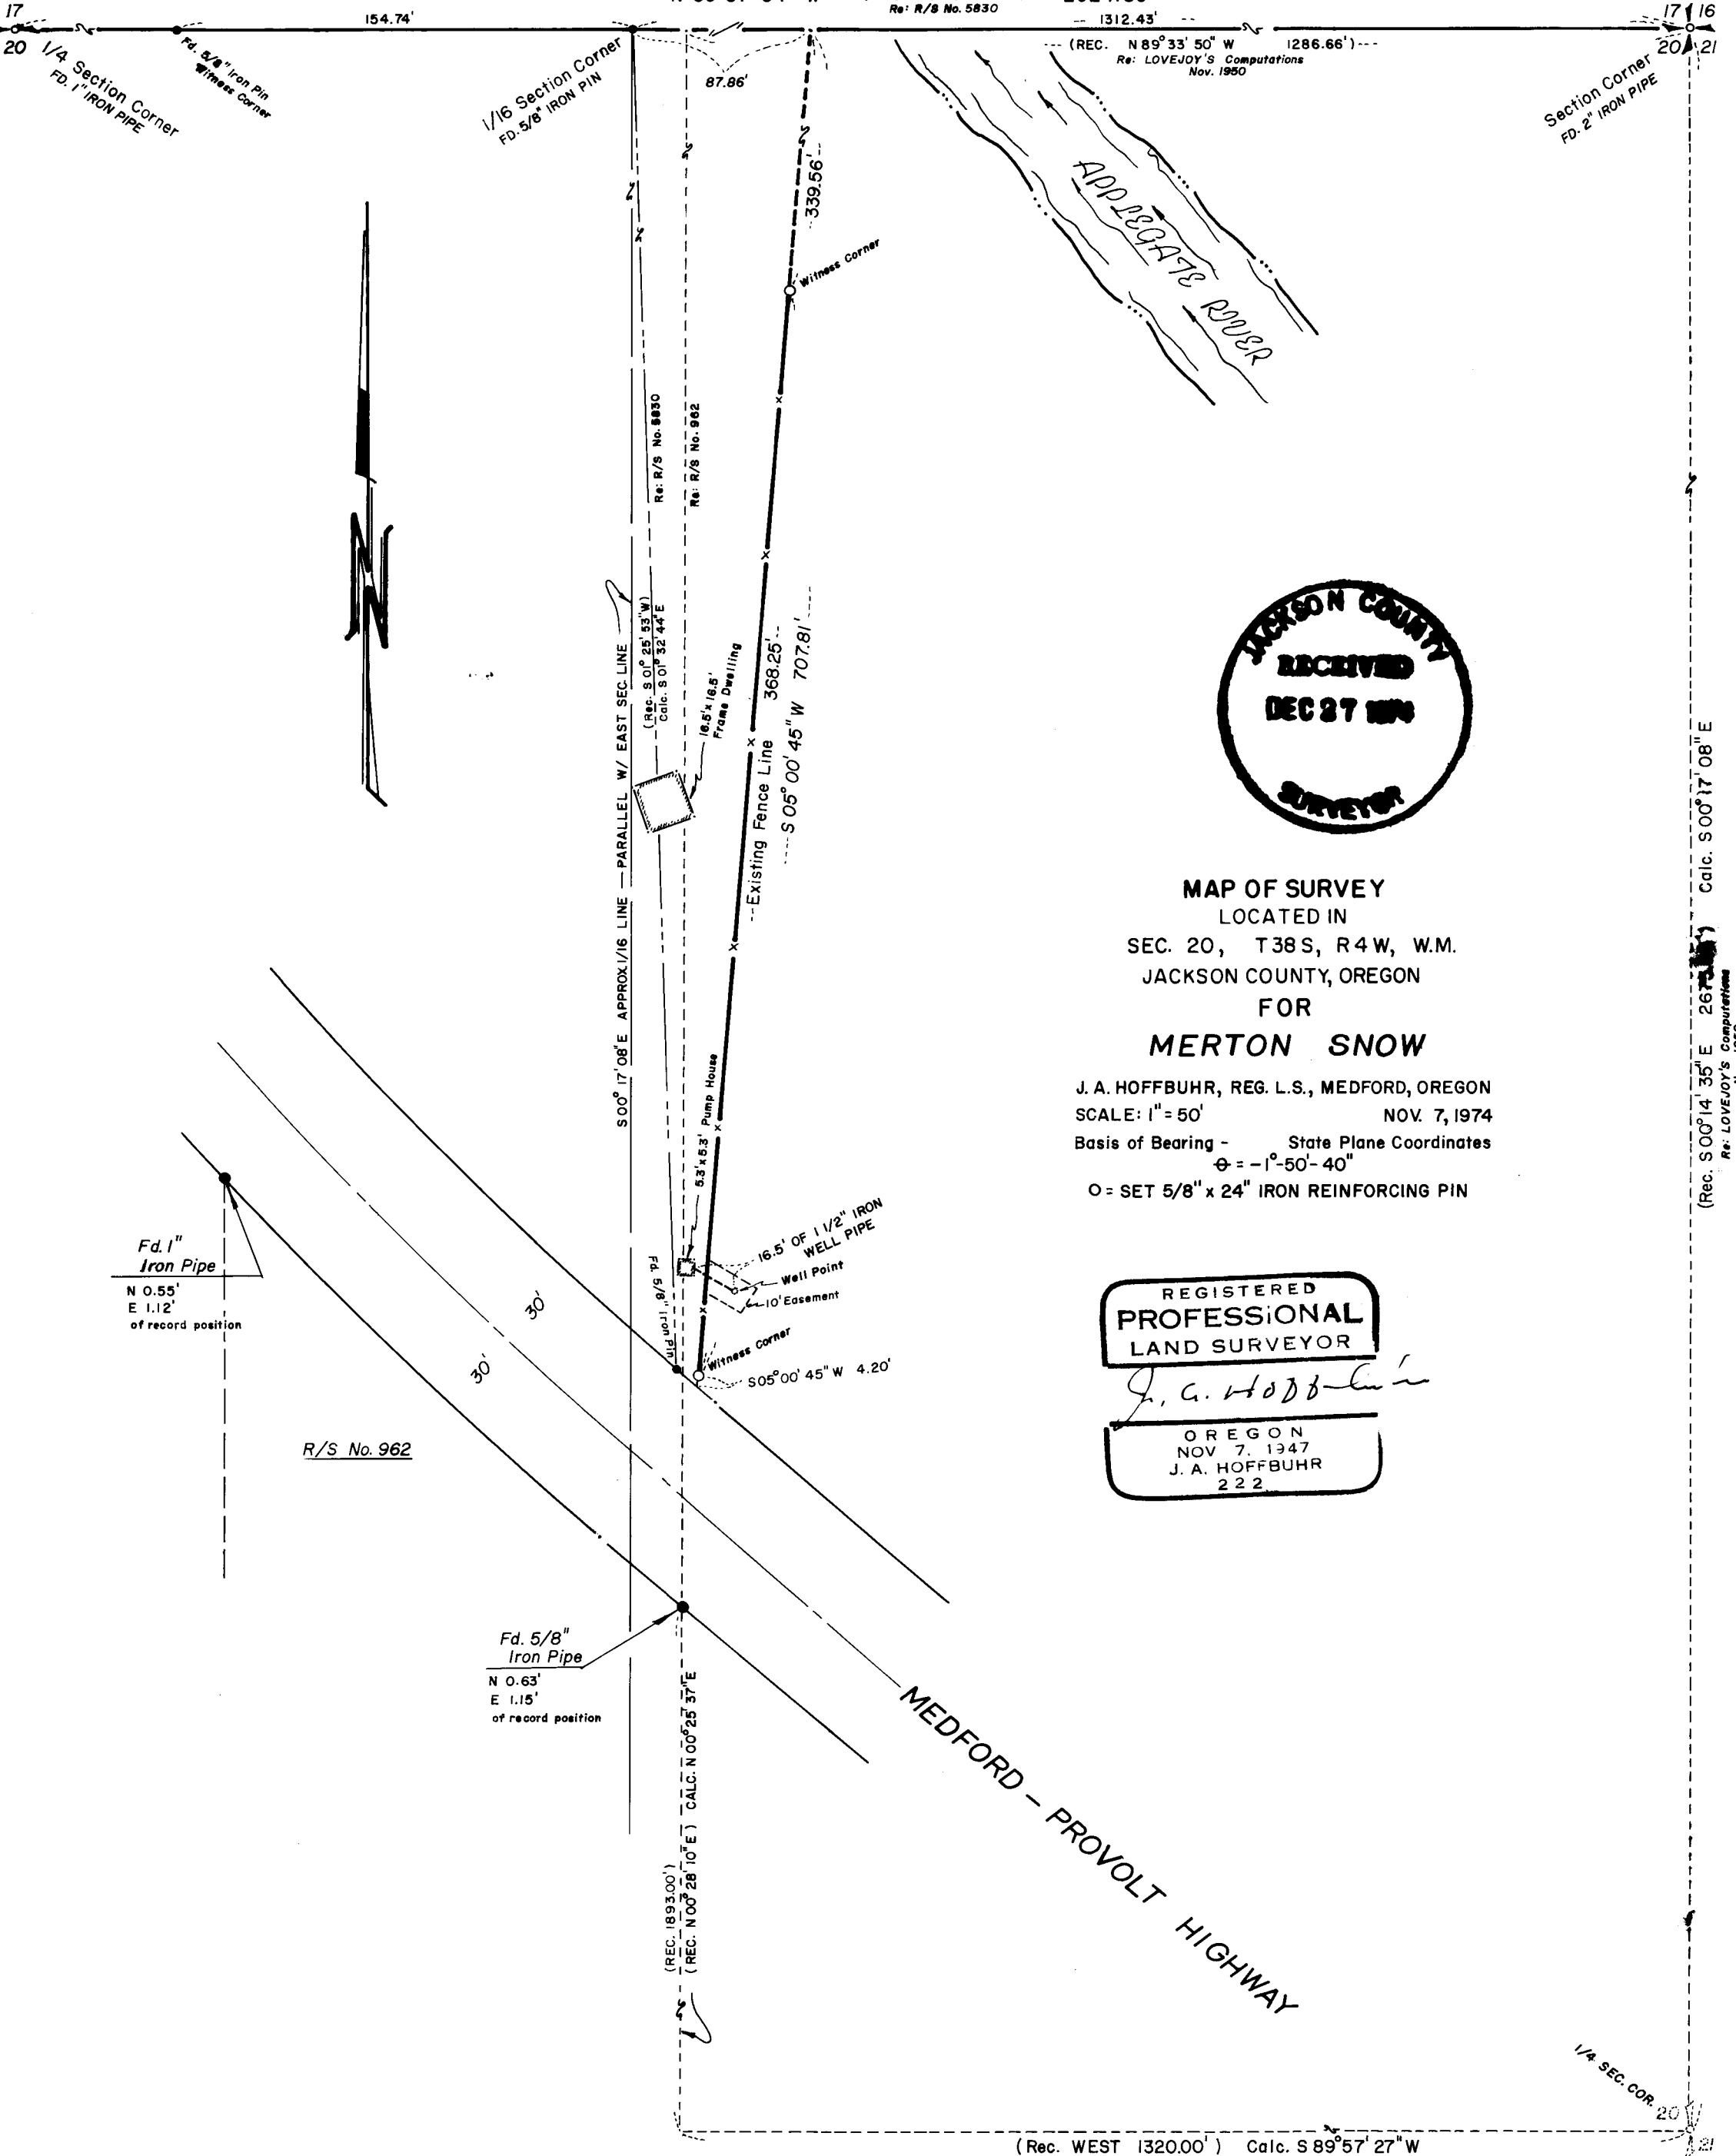 Re: R/S No. 5830
17
20
154.74'
1312.43'
17 16
20 21
1/4 Section Corner
FD. 1" IRON PIPE
Fd. 5/8" Iron Pin
Witness Corner
1/16 Section Corner
FD. 5/8" IRON PIN
87.86'
--- (REC. N 89° 33' 50" W 1286.66') ---
Re: LOVEJOY'S Computations
Nov. 1950
Section Corner
FD. 2" IRON PIPE
339.56'
Witness Corner
APPLEGATE RIVER
N
Re: R/S No. 5830
Re: R/S No. 962
(Rec. S 01° 25' 53" W)
Calc. S 01° 32' 44" E
16.5' x 16.5'
Frame Dwelling
S 00° 17' 08" E APPROX. 1/16 LINE — PARALLEL W/ EAST SEC. LINE
--Existing Fence Line 368.25'--
---- S 05° 00' 45" W 707.81' ----
JACKSON COUNTY
RECEIVED
DEC 27 1974
SURVEYOR
MAP OF SURVEY
LOCATED IN
SEC. 20, T38S, R4W, W.M.
JACKSON COUNTY, OREGON
FOR
MERTON SNOW
J. A. HOFFBUHR, REG. L.S., MEDFORD, OREGON
SCALE: 1" = 50' NOV. 7, 1974
Basis of Bearing - State Plane Coordinates
θ = -1°-50'-40"
O = SET 5/8" x 24" IRON REINFORCING PIN
Calc. S 00° 17' 08" E
(Rec. S 00° 14' 35" E
Re: LOVEJOY'S Computations
5.3' x 5.3' Pump House
16.5' OF 1 1/2" IRON
WELL PIPE
Well Point
10' Easement
Fd. 5/8" Iron Pin
Witness Corner
S 05° 00' 45" W 4.20'
Fd. 1"
Iron Pipe
N 0.55'
E 1.12'
of record position
30'
30'
R/S No. 962
REGISTERED
PROFESSIONAL
LAND SURVEYOR
J. A. Hoffbuhr
OREGON
NOV 7, 1947
J. A. HOFFBUHR
222
Fd. 5/8"
Iron Pipe
N 0.63'
E 1.15'
of record position
MEDFORD – PROVOLT HIGHWAY
(REC. 1893.00')
(REC. N 00° 28' 10" E) CALC. N 00° 25' 37" E
1/4 SEC. COR.
20
21
(Rec. WEST 1320.00') Calc. S 89° 57' 27" W